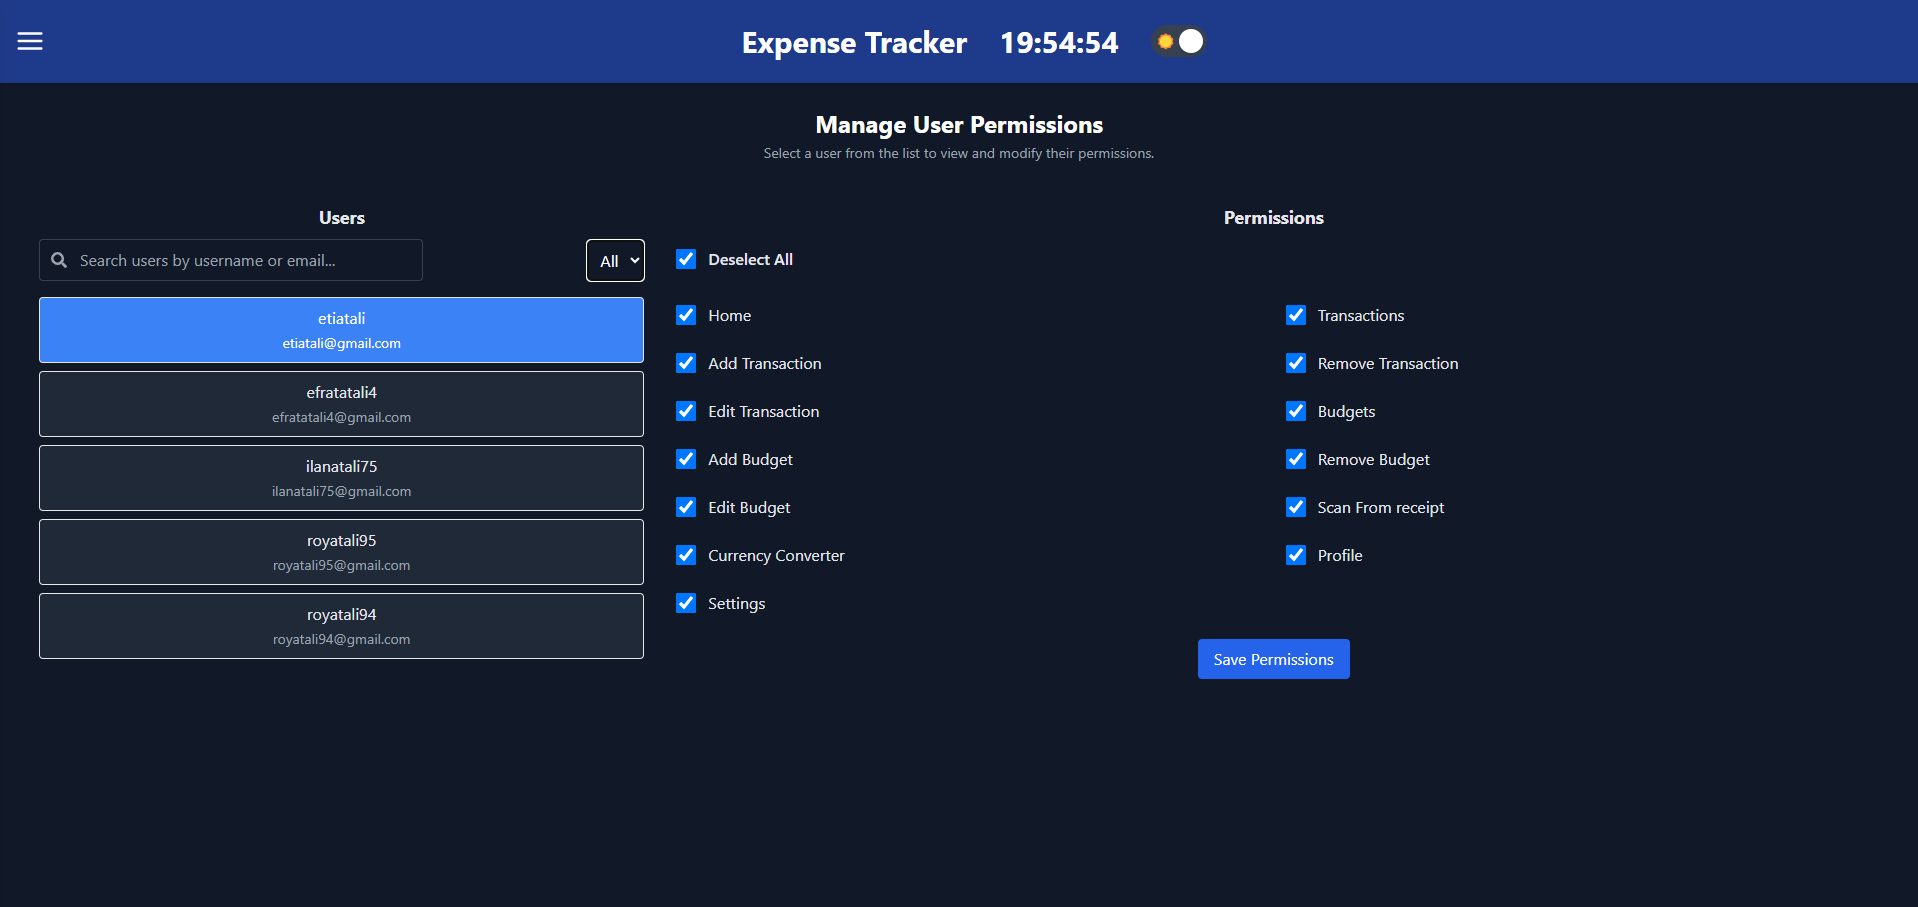 Expense Tracker 19:54:54
Manage User Permissions
Select a user from the list to view and modify their permissions.
Users
Search users by username or email...
All
etiatali
etiatali@gmail.com
efratatali4
efratatali4@gmail.com
ilanatali75
ilanatali75@gmail.com
royatali95
royatali95@gmail.com
royatali94
royatali94@gmail.com
Permissions
Deselect All
Home
Transactions
Add Transaction
Remove Transaction
Edit Transaction
Budgets
Add Budget
Remove Budget
Edit Budget
Scan From receipt
Currency Converter
Profile
Settings
Save Permissions